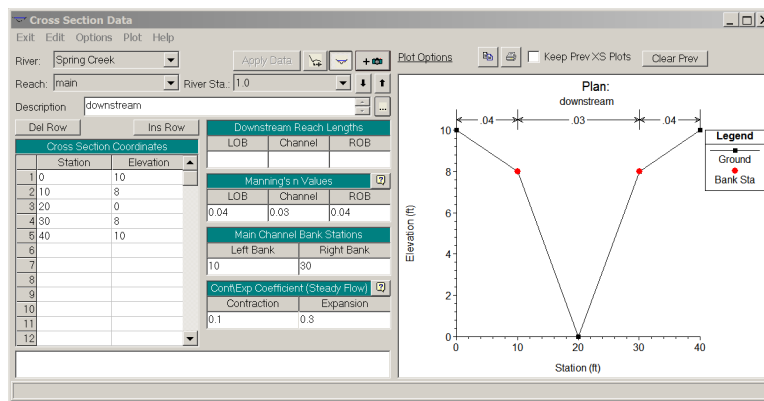 Cross Section Data
Exit Edit Options Plot Help
River: Spring Creek
Apply Data
Plot Options
Keep Prev XS Plots
Clear Prev
Reach: main
River Sta.: 1.0
Description downstream
...
Del Row
Ins Row
Cross Section Coordinates
Station Elevation
1 0 10
2 10 8
3 20 0
4 30 8
5 40 10
6
7
8
9
10
11
12
Downstream Reach Lengths
LOB Channel ROB
Manning's n Values
LOB Channel ROB
0.04 0.03 0.04
Main Channel Bank Stations
Left Bank Right Bank
10 30
Cont\Exp Coefficient (Steady Flow)
Contraction Expansion
0.1 0.3
Plan:
downstream
.04 .03 .04
10
8
6
4
2
0
Elevation (ft)
0 10 20 30 40
Station (ft)
Legend
Ground
Bank Sta